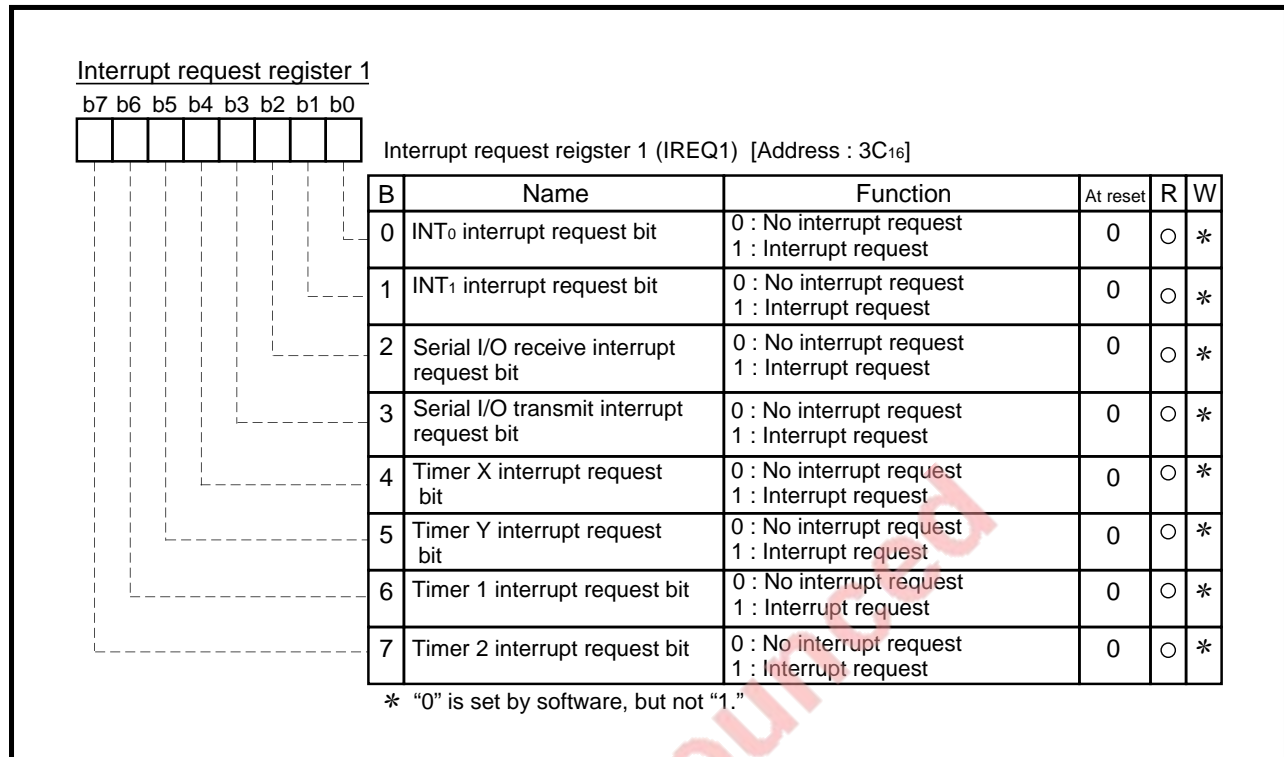 Interrupt request register 1
b7 b6 b5 b4 b3 b2 b1 b0
Interrupt request reigster 1 (IREQ1) [Address : 3C16]
B Name Function At reset R W
0 INT0 interrupt request bit 0 : No interrupt request 0 ○ *
1 : Interrupt request
1 INT1 interrupt request bit 0 : No interrupt request 0 ○ *
1 : Interrupt request
2 Serial I/O receive interrupt 0 : No interrupt request 0 ○ *
request bit 1 : Interrupt request
3 Serial I/O transmit interrupt 0 : No interrupt request 0 ○ *
request bit 1 : Interrupt request
4 Timer X interrupt request 0 : No interrupt request 0 ○ *
bit 1 : Interrupt request
5 Timer Y interrupt request 0 : No interrupt request 0 ○ *
bit 1 : Interrupt request
6 Timer 1 interrupt request bit 0 : No interrupt request 0 ○ *
1 : Interrupt request
7 Timer 2 interrupt request bit 0 : No interrupt request 0 ○ *
1 : Interrupt request
* “0” is set by software, but not “1.”